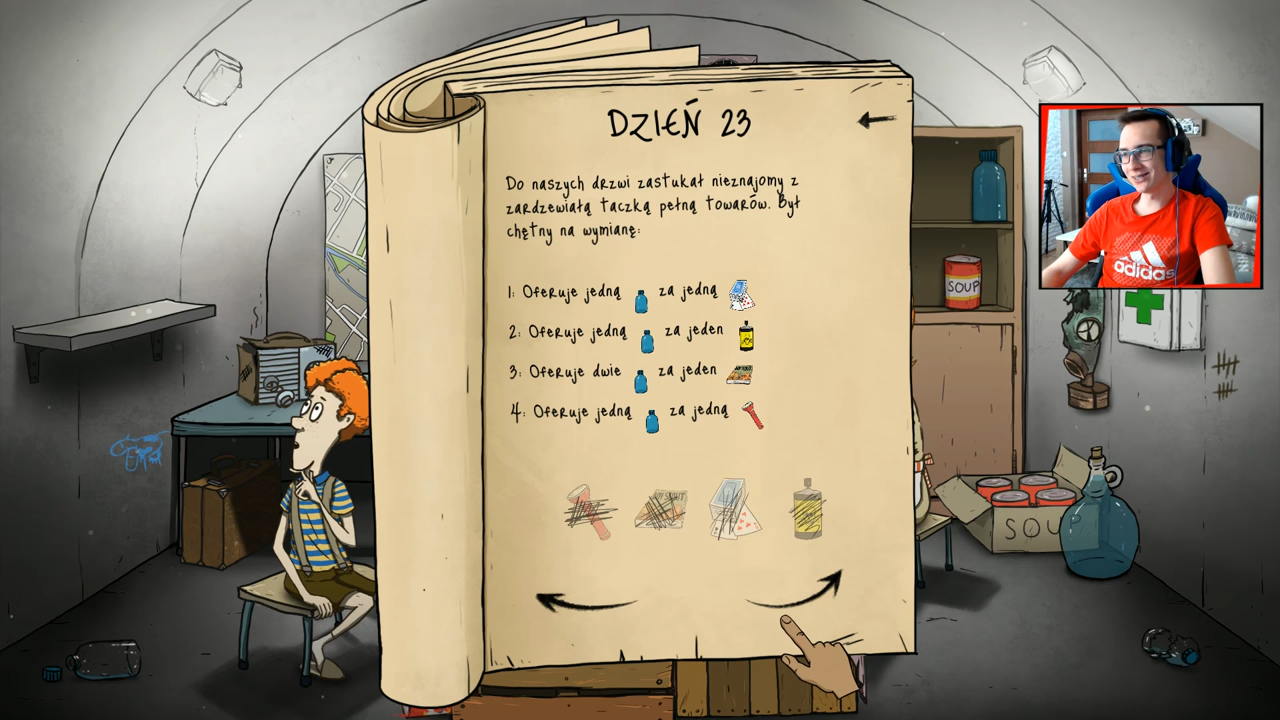 DZIEŃ 23
Do naszych drzwi zastukał nieznajomy z
zardzewiałą taczką pełną towarów. Był
chętny na wymianę:
1: Oferuje jedną za jedną
2: Oferuje jedną za jeden
3: Oferuje dwie za jeden
4: Oferuje jedną za jedną
adidas
SOUP
SOUP